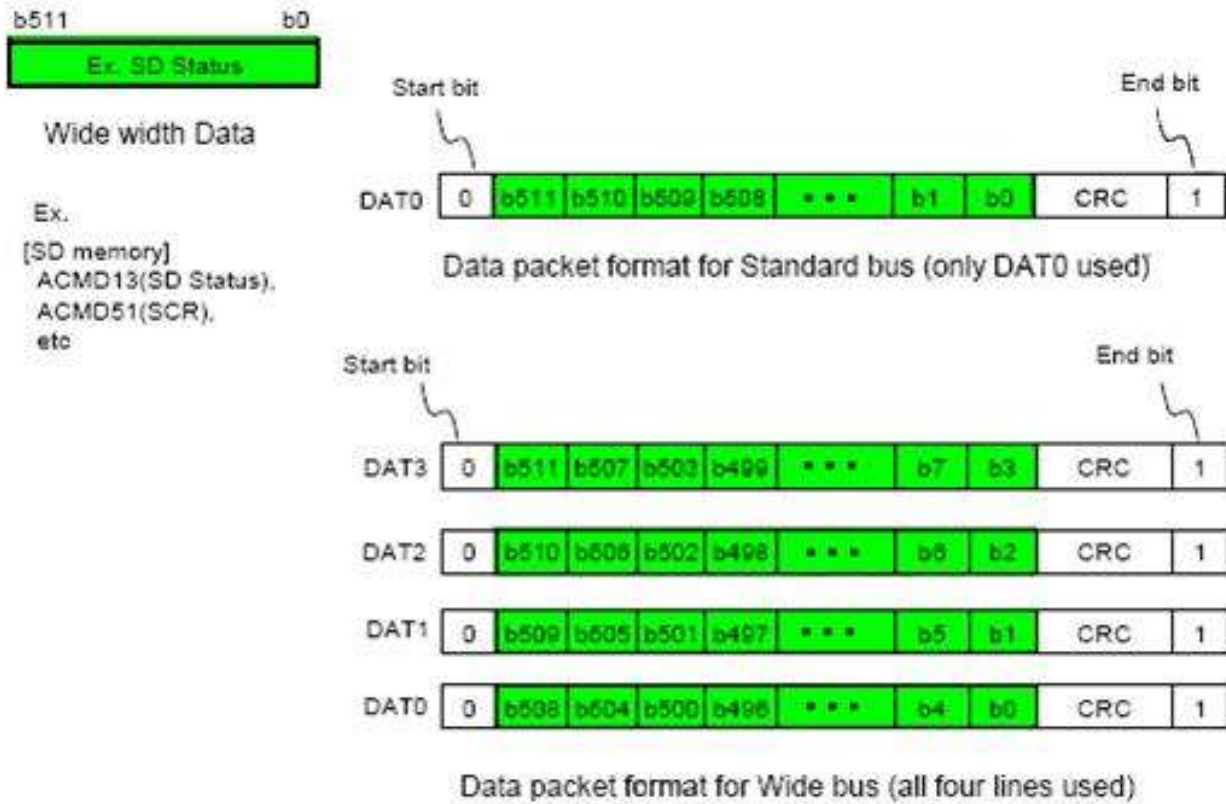 b511 b0
Ex. SD Status
Wide width Data
Ex.
[SD memory]
ACMD13(SD Status),
ACMD51(SCR),
etc
Start bit End bit
DAT0 0 b511 b510 b509 b508 • • • b1 b0 CRC 1
Data packet format for Standard bus (only DAT0 used)
Start bit End bit
DAT3 0 b511 b507 b503 b499 • • • b7 b3 CRC 1
DAT2 0 b510 b506 b502 b498 • • • b6 b2 CRC 1
DAT1 0 b509 b505 b501 b497 • • • b5 b1 CRC 1
DAT0 0 b508 b504 b500 b496 • • • b4 b0 CRC 1
Data packet format for Wide bus (all four lines used)